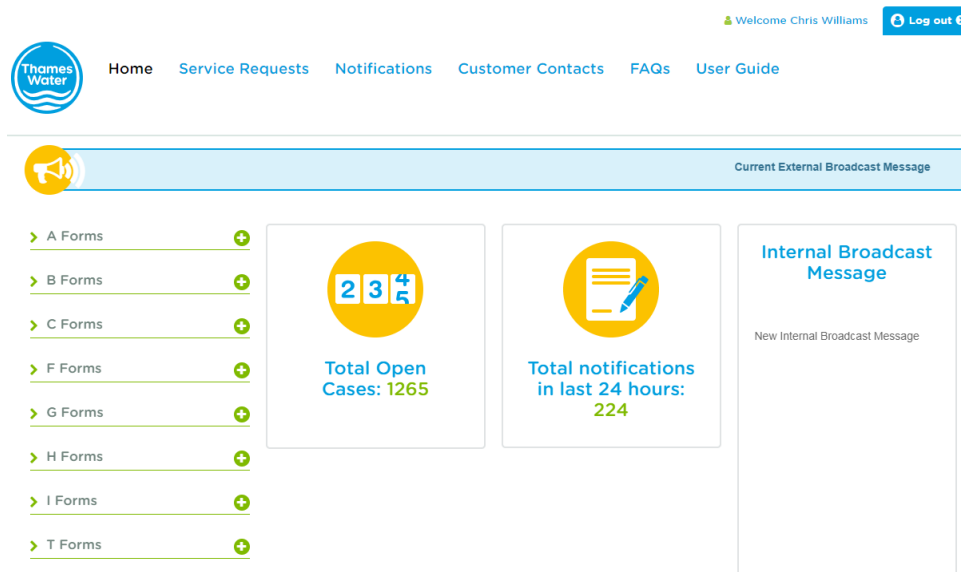 Welcome Chris Williams
Log out
Thames
Water
Home Service Requests Notifications Customer Contacts FAQs User Guide
Current External Broadcast Message
A Forms
B Forms
C Forms
F Forms
G Forms
H Forms
I Forms
T Forms
2 3 4 5
Total Open
Cases: 1265
Total notifications
in last 24 hours:
224
Internal Broadcast
Message
New Internal Broadcast Message